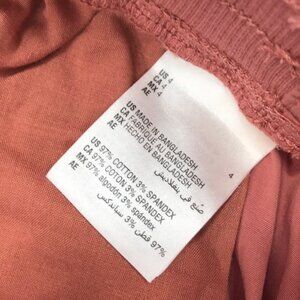 US 4
CA 4
MX 4
AE
US MADE IN BANGLADESH
CA FABRIQUE AU BANGLADESH
MX HECHO EN BANGLADESH
AE صنع في بنغلاديش
US 97% COTTON 3% SPANDEX
CA 97% COTON 3% SPANDEX
MX 97% algodón 3% spandex
AE 97% قطن 3% سباندكس
4